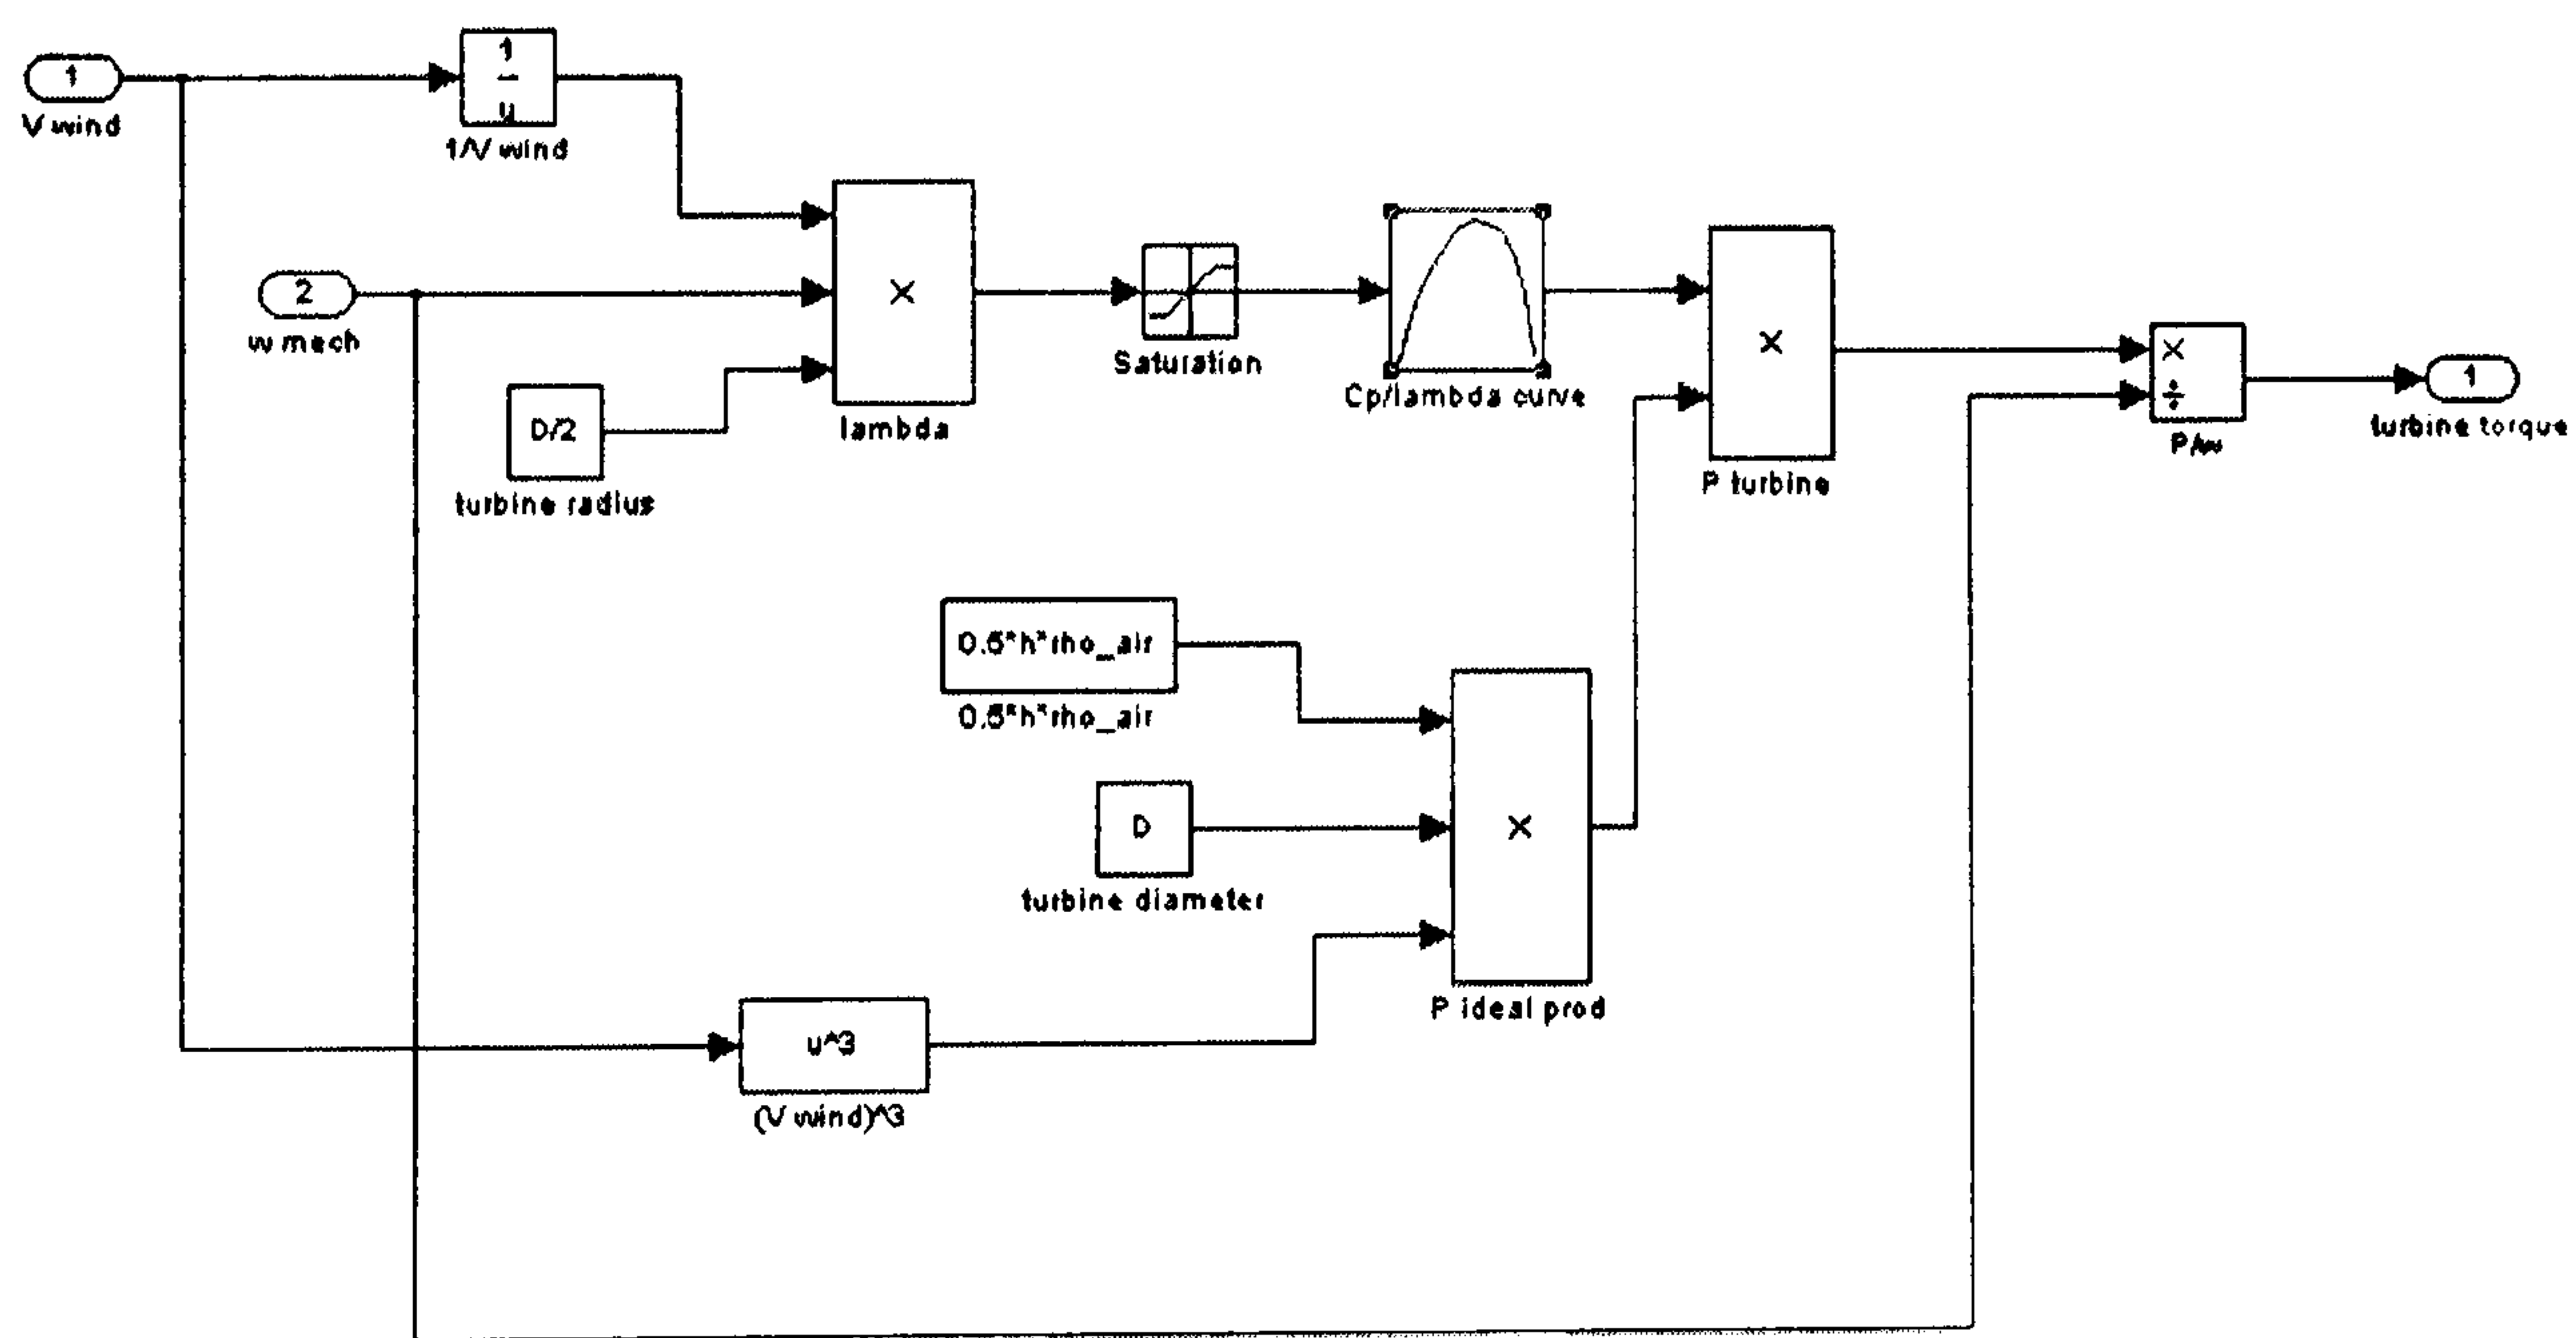 1
V wind
1
u
1/V wind
2
w mech
D/2
turbine radius
×
lambda
Saturation
Cp/lambda curve
×
P turbine
×
÷
P/w
1
turbine torque
0.5*h*rho_air
0.5*h*rho_air
D
turbine diameter
×
P ideal prod
u^3
(V wind)^3